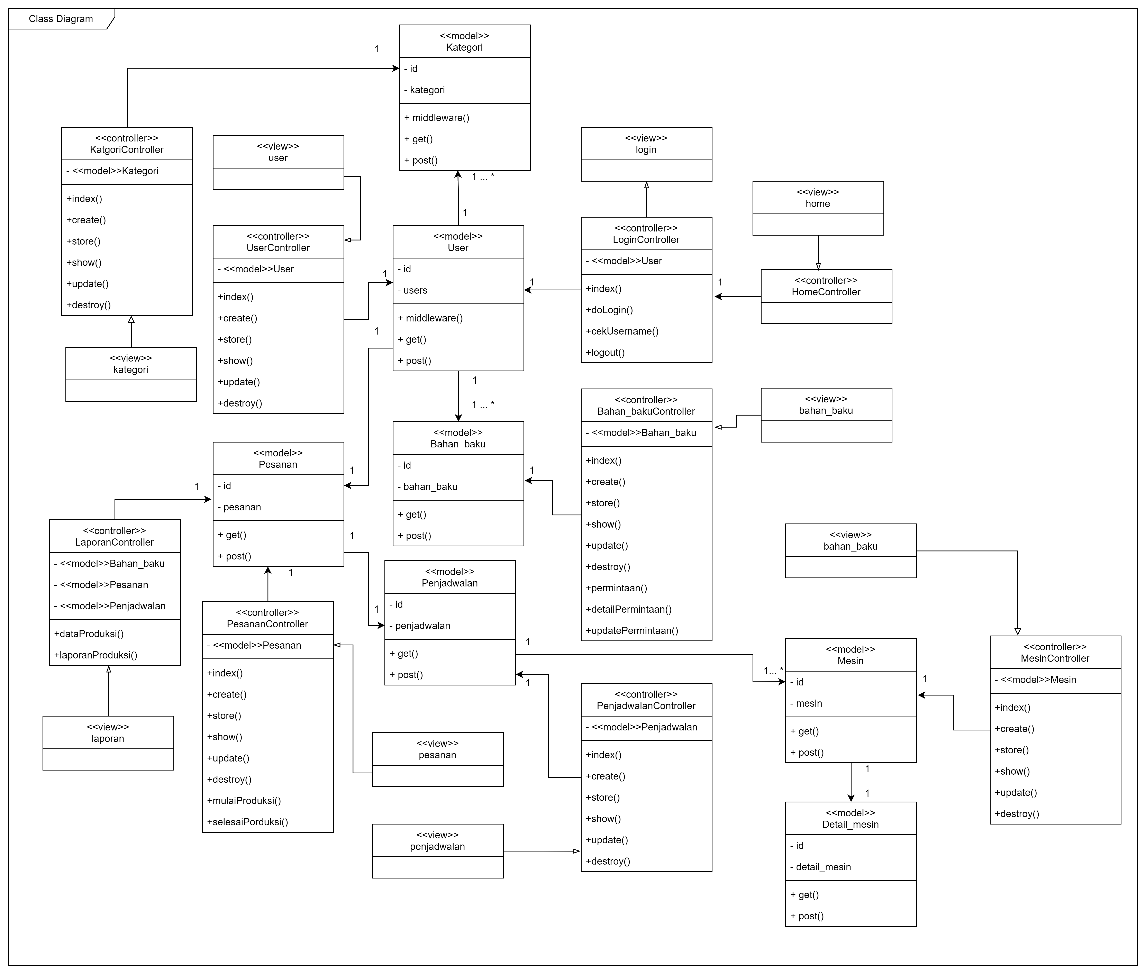 Class Diagram
<<model>>
Kategori
- id
- kategori
+ middleware()
+ get()
+ post()
1
1 ... *
1
<<controller>>
KatgoriController
- <<model>>Kategori
+index()
+create()
+store()
+show()
+update()
+destroy()
<<view>>
kategori
<<view>>
user
<<controller>>
UserController
- <<model>>User
+index()
+create()
+store()
+show()
+update()
+destroy()
1
<<model>>
User
- id
- users
+ middleware()
+ get()
+ post()
1
1
1 ... *
1
1
<<view>>
login
<<controller>>
LoginController
- <<model>>User
+index()
+doLogin()
+cekUsername()
+logout()
<<view>>
home
<<controller>>
HomeController
1
<<model>>
Bahan_baku
- Id
- bahan_baku
+ get()
+ post()
1
<<controller>>
Bahan_bakuController
- <<model>>Bahan_baku
+index()
+create()
+store()
+show()
+update()
+destroy()
+permintaan()
+detailPermintaan()
+updatePermintaan()
<<view>>
bahan_baku
<<model>>
Pesanan
- id
- pesanan
+ get()
+ post()
1
1
1
1
<<controller>>
LaporanController
- <<model>>Bahan_baku
- <<model>>Pesanan
- <<model>>Penjadwalan
+dataProduksi()
+laporanProduksi()
<<view>>
laporan
<<controller>>
PesananController
- <<model>>Pesanan
+index()
+create()
+store()
+show()
+update()
+destroy()
+mulaiProduksi()
+selesaiPorduksi()
<<view>>
pesanan
<<model>>
Penjadwalan
- Id
- penjadwalan
+ get()
+ post()
1
1
1... *
<<controller>>
PenjadwalanController
- <<model>>Penjadwalan
+index()
+create()
+store()
+show()
+update()
+destroy()
<<view>>
penjadwalan
<<view>>
bahan_baku
<<model>>
Mesin
- id
- mesin
+ get()
+ post()
1
1
1
<<controller>>
MesinController
- <<model>>Mesin
+index()
+create()
+store()
+show()
+update()
+destroy()
<<model>>
Detail_mesin
- id
- detail_mesin
+ get()
+ post()